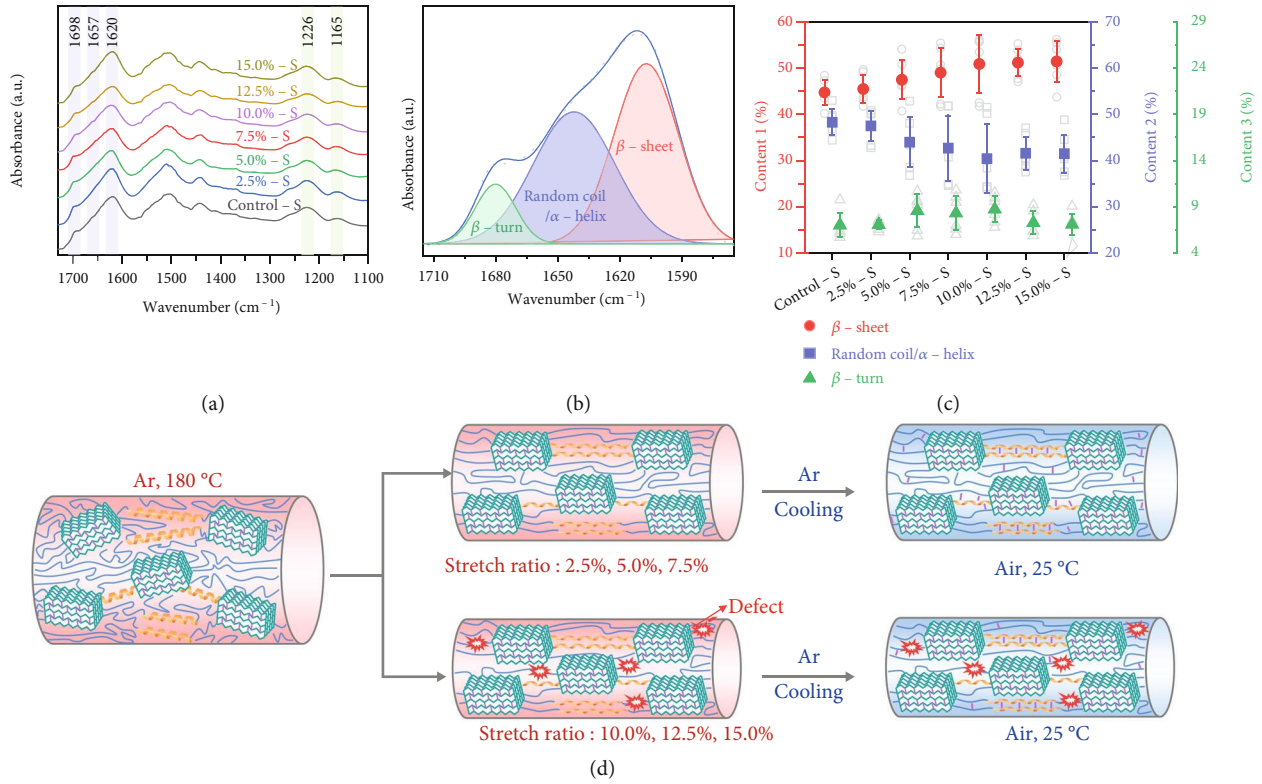 1698
1657
1620
1226
1165
Absorbance (a.u.)
15.0% – S
12.5% – S
10.0% – S
7.5% – S
5.0% – S
2.5% – S
Control – S
1700 1600 1500 1400 1300 1200 1100
Wavenumber (cm⁻¹)
(a)
Absorbance (a.u.)
β – sheet
Random coil
/α – helix
β – turn
1710 1680 1650 1620 1590
Wavenumber (cm⁻¹)
(b)
Content 1 (%)
60
50
40
30
20
10
Content 2 (%)
70
60
50
40
30
20
Content 3 (%)
29
24
19
14
9
4
Control – S
2.5% – S
5.0% – S
7.5% – S
10.0% – S
12.5% – S
15.0% – S
β – sheet
Random coil/α – helix
β – turn
(c)
Ar, 180 °C
Stretch ratio : 2.5%, 5.0%, 7.5%
Ar
Cooling
Air, 25 °C
Defect
Stretch ratio : 10.0%, 12.5%, 15.0%
Ar
Cooling
Air, 25 °C
(d)